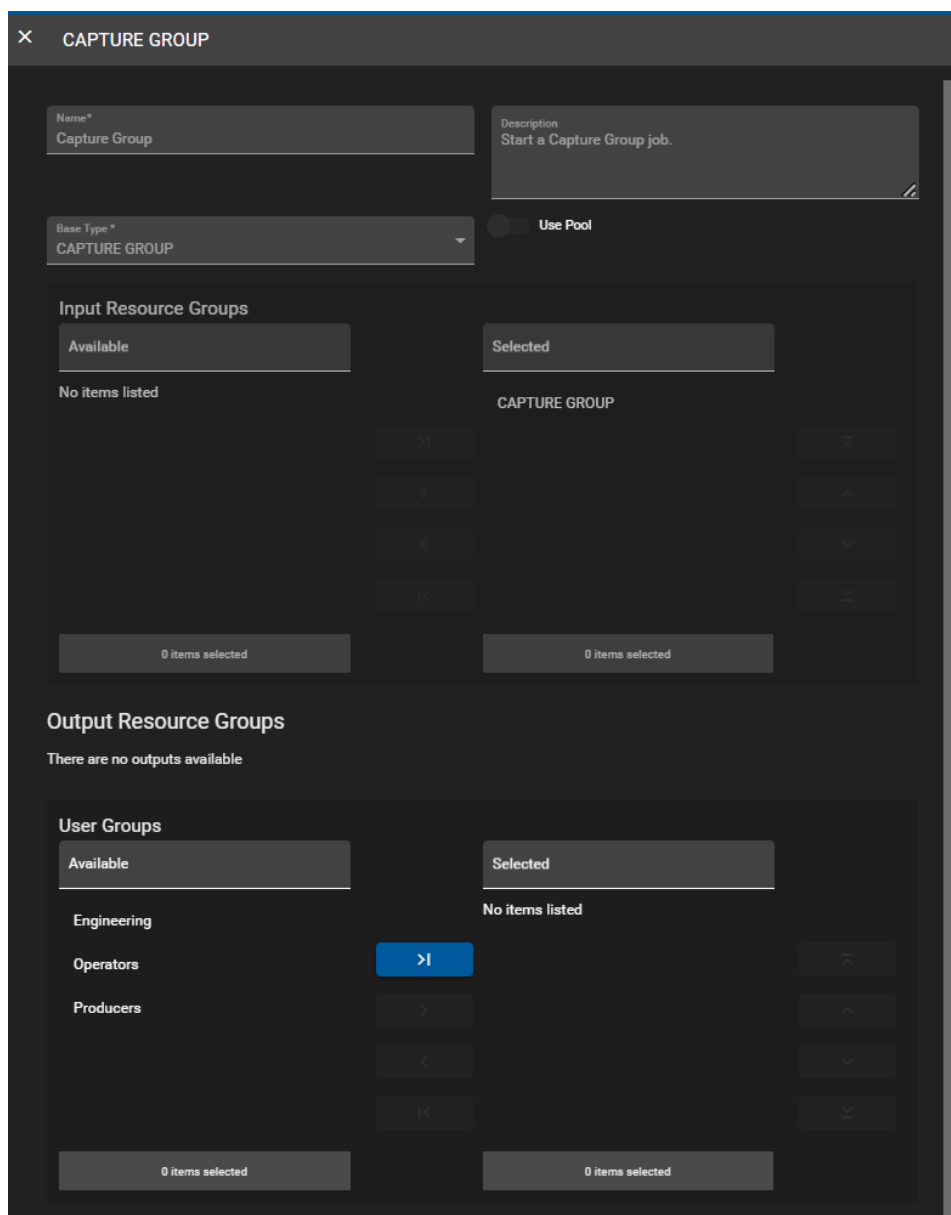 CAPTURE GROUP
Name*
Capture Group
Description
Start a Capture Group job.
Base Type *
CAPTURE GROUP
Use Pool
Input Resource Groups
Available
Selected
No items listed
CAPTURE GROUP
0 items selected
0 items selected
Output Resource Groups
There are no outputs available
User Groups
Available
Selected
Engineering
No items listed
Operators
Producers
0 items selected
0 items selected